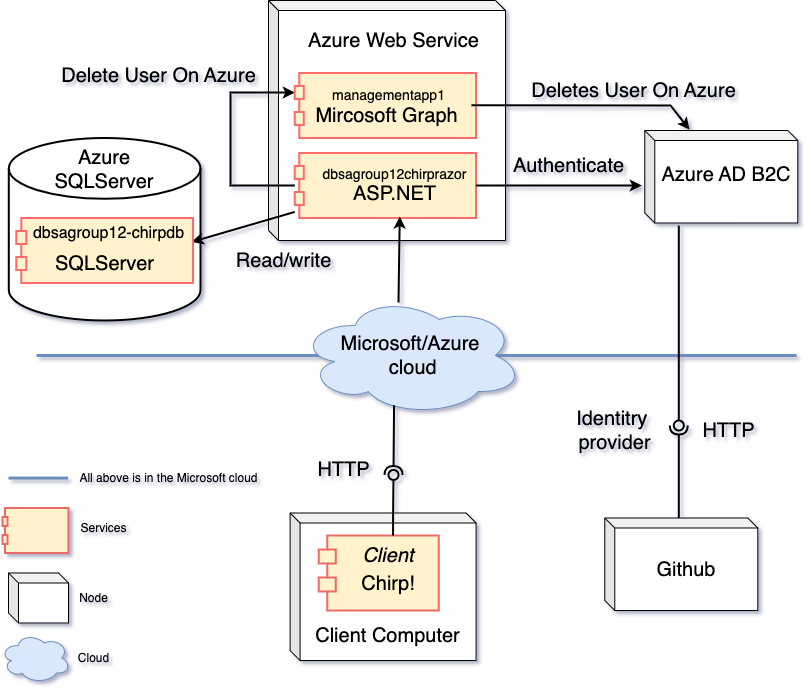 Azure Web Service
Delete User On Azure
managementapp1
Mircosoft Graph
Deletes User On Azure
Azure
SQLServer
dbsagroup12chirprazor
ASP.NET
Authenticate
Azure AD B2C
dbsagroup12-chirpdb
SQLServer
Read/write
Microsoft/Azure
cloud
Identitry
provider
HTTP
HTTP
All above is in the Microsoft cloud
Services
Client
Chirp!
Github
Node
Client Computer
Cloud